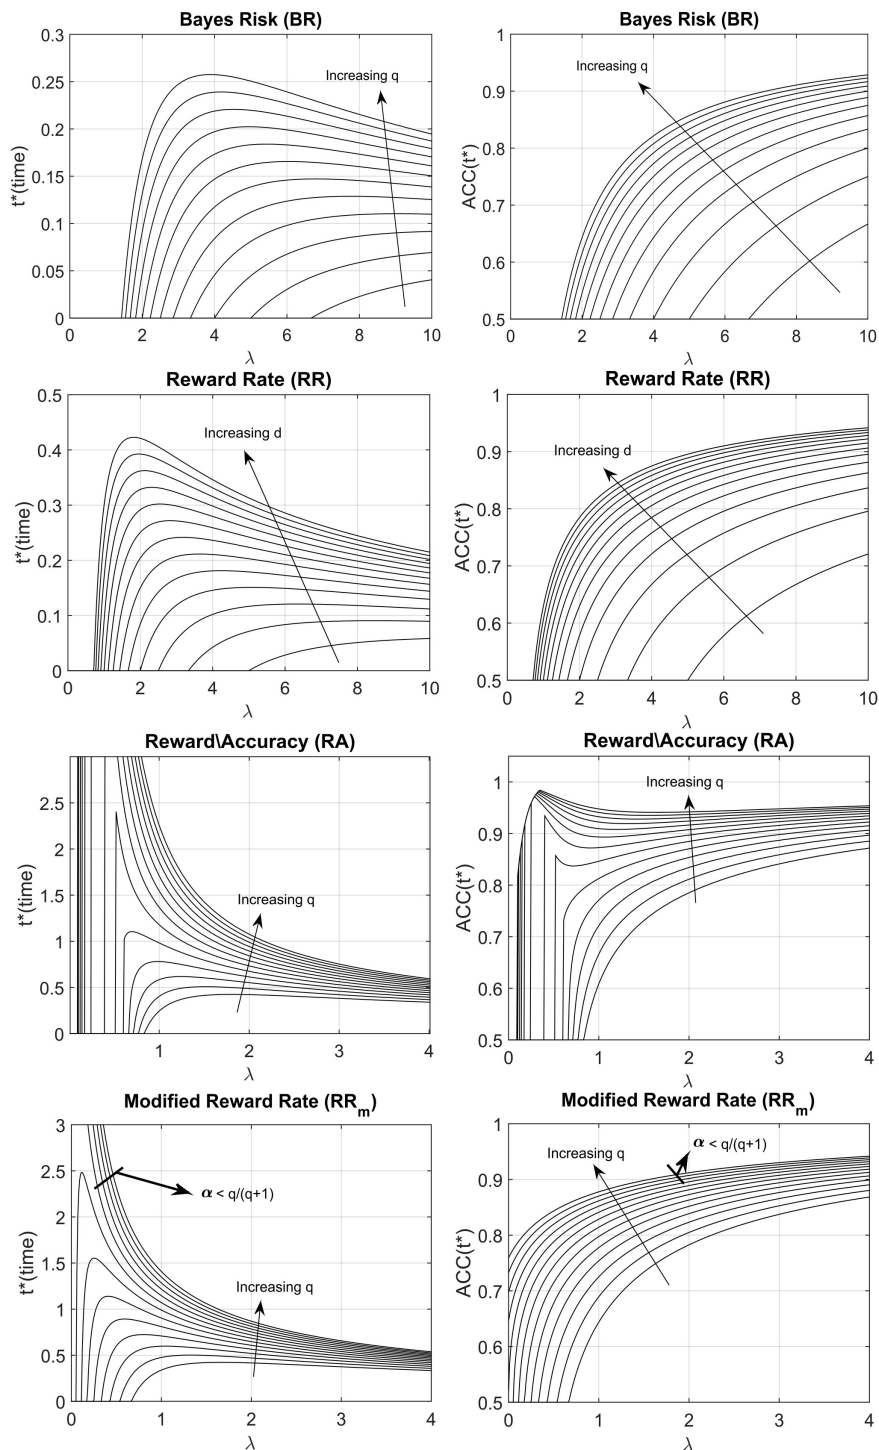 Bayes Risk (BR)
0.3
0.25
0.2
0.15
0.1
0.05
0
t*(time)
Increasing q
0 2 4 6 8 10
λ
Bayes Risk (BR)
1
0.9
0.8
0.7
0.6
0.5
ACC(t*)
Increasing q
0 2 4 6 8 10
λ
Reward Rate (RR)
0.5
0.4
0.3
0.2
0.1
0
t*(time)
Increasing d
0 2 4 6 8 10
λ
Reward Rate (RR)
1
0.9
0.8
0.7
0.6
0.5
ACC(t*)
Increasing d
0 2 4 6 8 10
λ
Reward\Accuracy (RA)
2.5
2
1.5
1
0.5
0
t*(time)
Increasing q
1 2 3 4
λ
Reward\Accuracy (RA)
1
0.9
0.8
0.7
0.6
0.5
ACC(t*)
Increasing q
0 1 2 3 4
λ
Modified Reward Rate (RRm)
3
2.5
2
1.5
1
0.5
0
t*(time)
α < q/(q+1)
Increasing q
0 1 2 3 4
λ
Modified Reward Rate (RRm)
1
0.9
0.8
0.7
0.6
0.5
ACC(t*)
α < q/(q+1)
Increasing q
0 1 2 3 4
λ